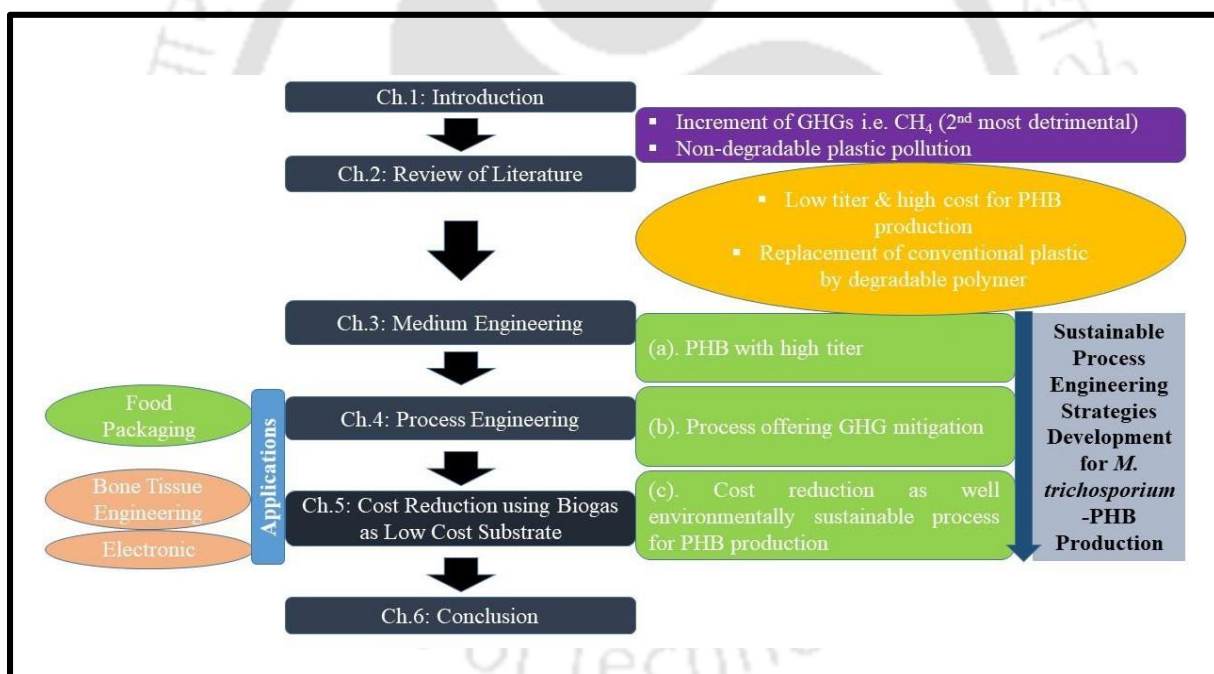 Ch.1: Introduction
▪ Increment of GHGs i.e. CH₄ (2ⁿᵈ most detrimental)
▪ Non-degradable plastic pollution
Ch.2: Review of Literature
▪ Low titer & high cost for PHB
production
▪ Replacement of conventional plastic
by degradable polymer
Ch.3: Medium Engineering
(a). PHB with high titer
Sustainable
Process
Engineering
Strategies
Development
for M.
trichosporium
-PHB
Production
Food
Packaging
Applications
Ch.4: Process Engineering
(b). Process offering GHG mitigation
Bone Tissue
Engineering
Electronic
Ch.5: Cost Reduction using Biogas
as Low Cost Substrate
(c). Cost reduction as well
environmentally sustainable process
for PHB production
Ch.6: Conclusion